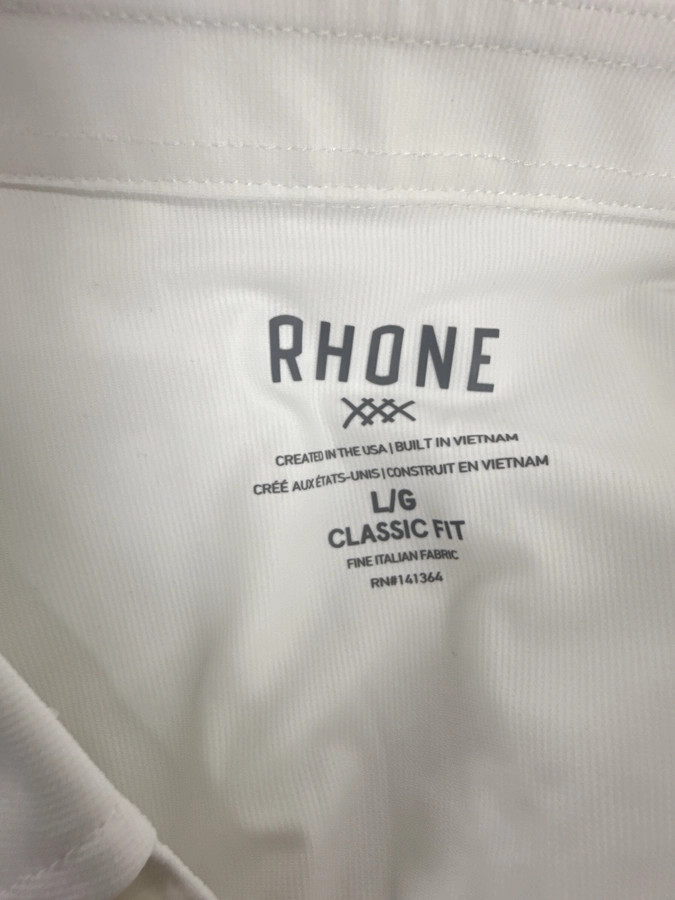 RHONE
CREATED IN THE USA | BUILT IN VIETNAM
CRÉÉ AUX ÉTATS-UNIS | CONSTRUIT EN VIETNAM
L/G
CLASSIC FIT
FINE ITALIAN FABRIC
RN#141364